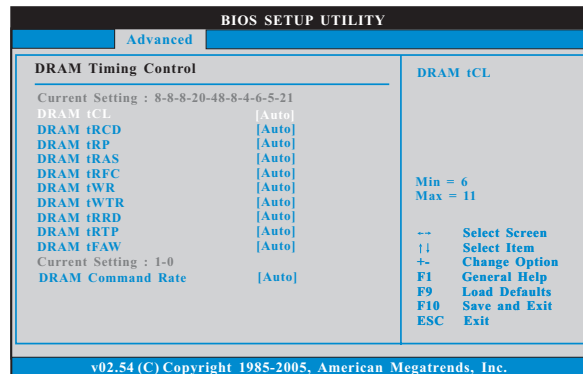 BIOS SETUP UTILITY
Advanced
DRAM Timing Control
Current Setting : 8-8-8-20-48-8-4-6-5-21
DRAM tCL [Auto]
DRAM tRCD [Auto]
DRAM tRP [Auto]
DRAM tRAS [Auto]
DRAM tRFC [Auto]
DRAM tWR [Auto]
DRAM tWTR [Auto]
DRAM tRRD [Auto]
DRAM tRTP [Auto]
DRAM tFAW [Auto]
Current Setting : 1-0
DRAM Command Rate [Auto]
DRAM tCL
Min = 6
Max = 11
←→ Select Screen
↑↓ Select Item
+- Change Option
F1 General Help
F9 Load Defaults
F10 Save and Exit
ESC Exit
v02.54 (C) Copyright 1985-2005, American Megatrends, Inc.